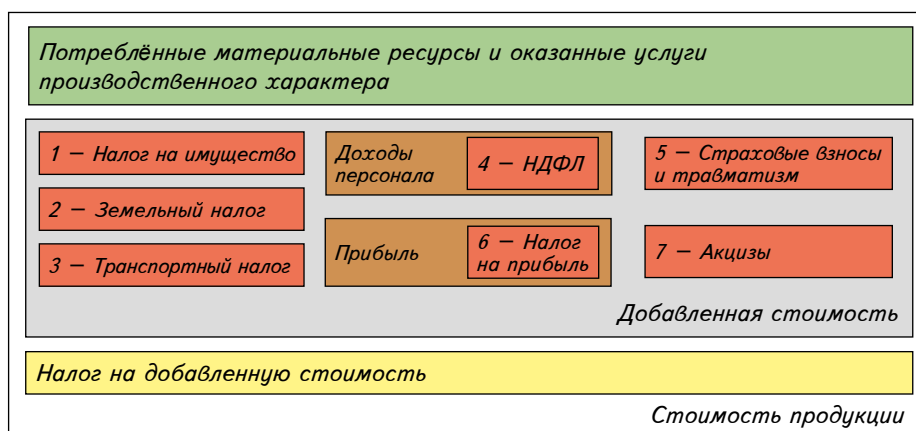 Потреблённые материальные ресурсы и оказанные услуги
производственного характера
1 – Налог на имущество
2 – Земельный налог
3 – Транспортный налог
Доходы
персонала
4 – НДФЛ
Прибыль
6 – Налог
на прибыль
5 – Страховые взносы
и травматизм
7 – Акцизы
Добавленная стоимость
Налог на добавленную стоимость
Стоимость продукции